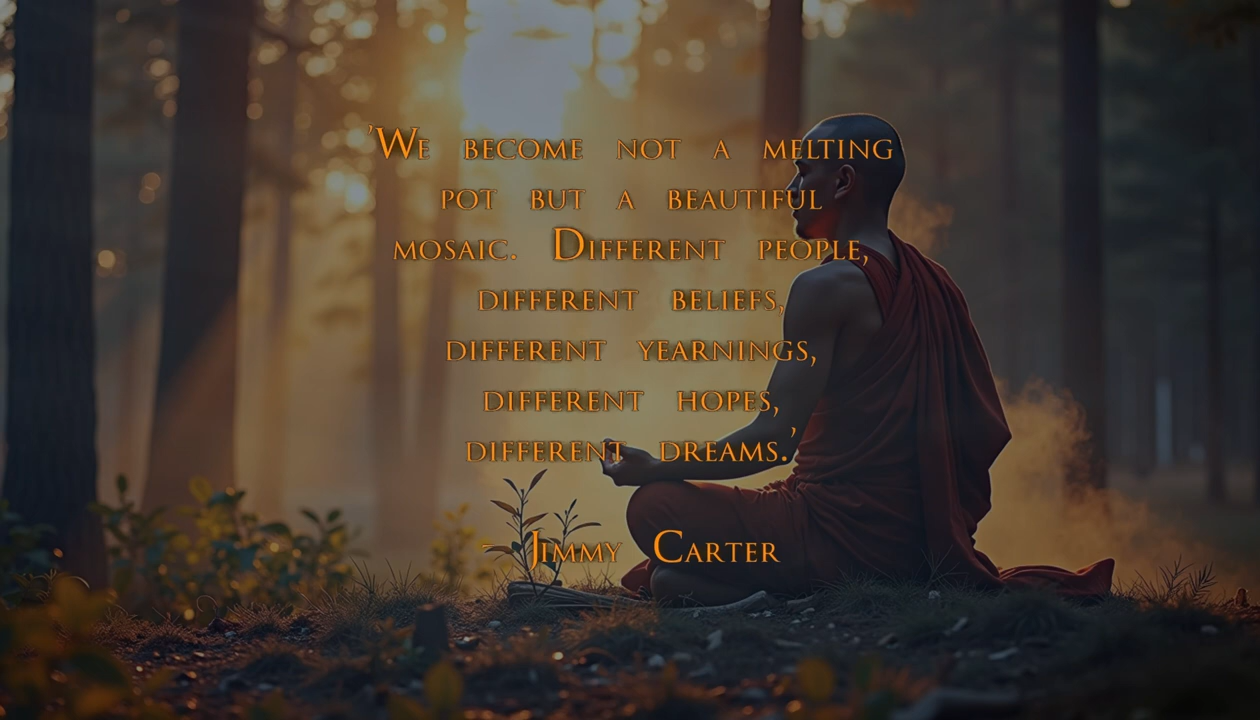 'We become not a melting
pot but a beautiful
mosaic. Different people,
different beliefs,
different yearnings,
different hopes,
different dreams.'
- Jimmy Carter